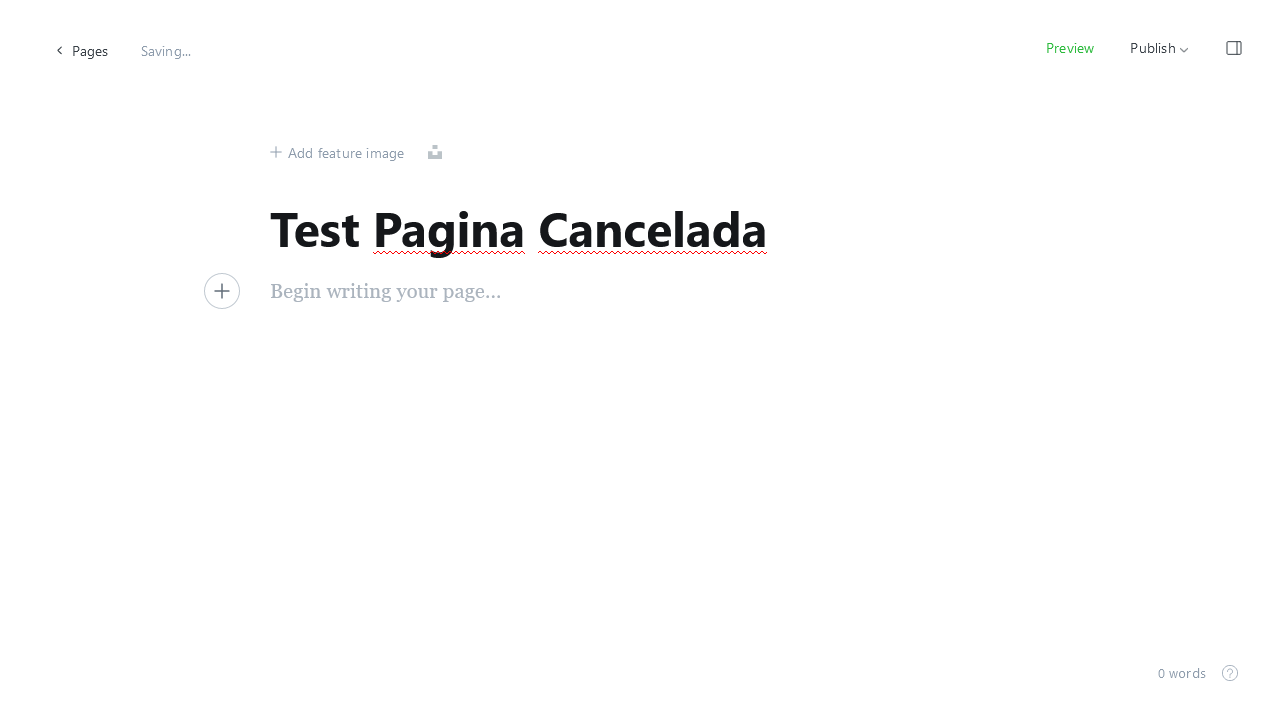 Pages
Saving...
Preview
Publish
Add feature image
Test Pagina Cancelada
Begin writing your page...
0 words